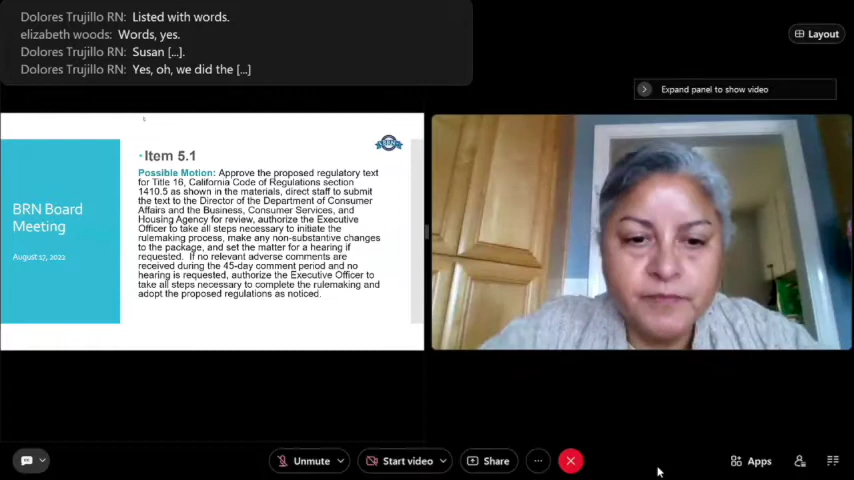 Dolores Trujillo RN: Listed with words.
elizabeth woods: Words, yes.
Dolores Trujillo RN: Susan [...].
Dolores Trujillo RN: Yes, oh, we did the [...]
Layout
Expand panel to show video
BRN Board
Meeting
August 17, 2022
Item 5.1
BRN
Possible Motion: Approve the proposed regulatory text
for Title 16, California Code of Regulations section
1410.5 as shown in the materials, direct staff to submit
the text to the Director of the Department of Consumer
Affairs and the Business, Consumer Services, and
Housing Agency for review, authorize the Executive
Officer to take all steps necessary to initiate the
rulemaking process, make any non-substantive changes
to the package, and set the matter for a hearing if
requested. If no relevant adverse comments are
received during the 45-day comment period and no
hearing is requested, authorize the Executive Officer to
take all steps necessary to complete the rulemaking and
adopt the proposed regulations as noticed.
Unmute
Start video
Share
Apps